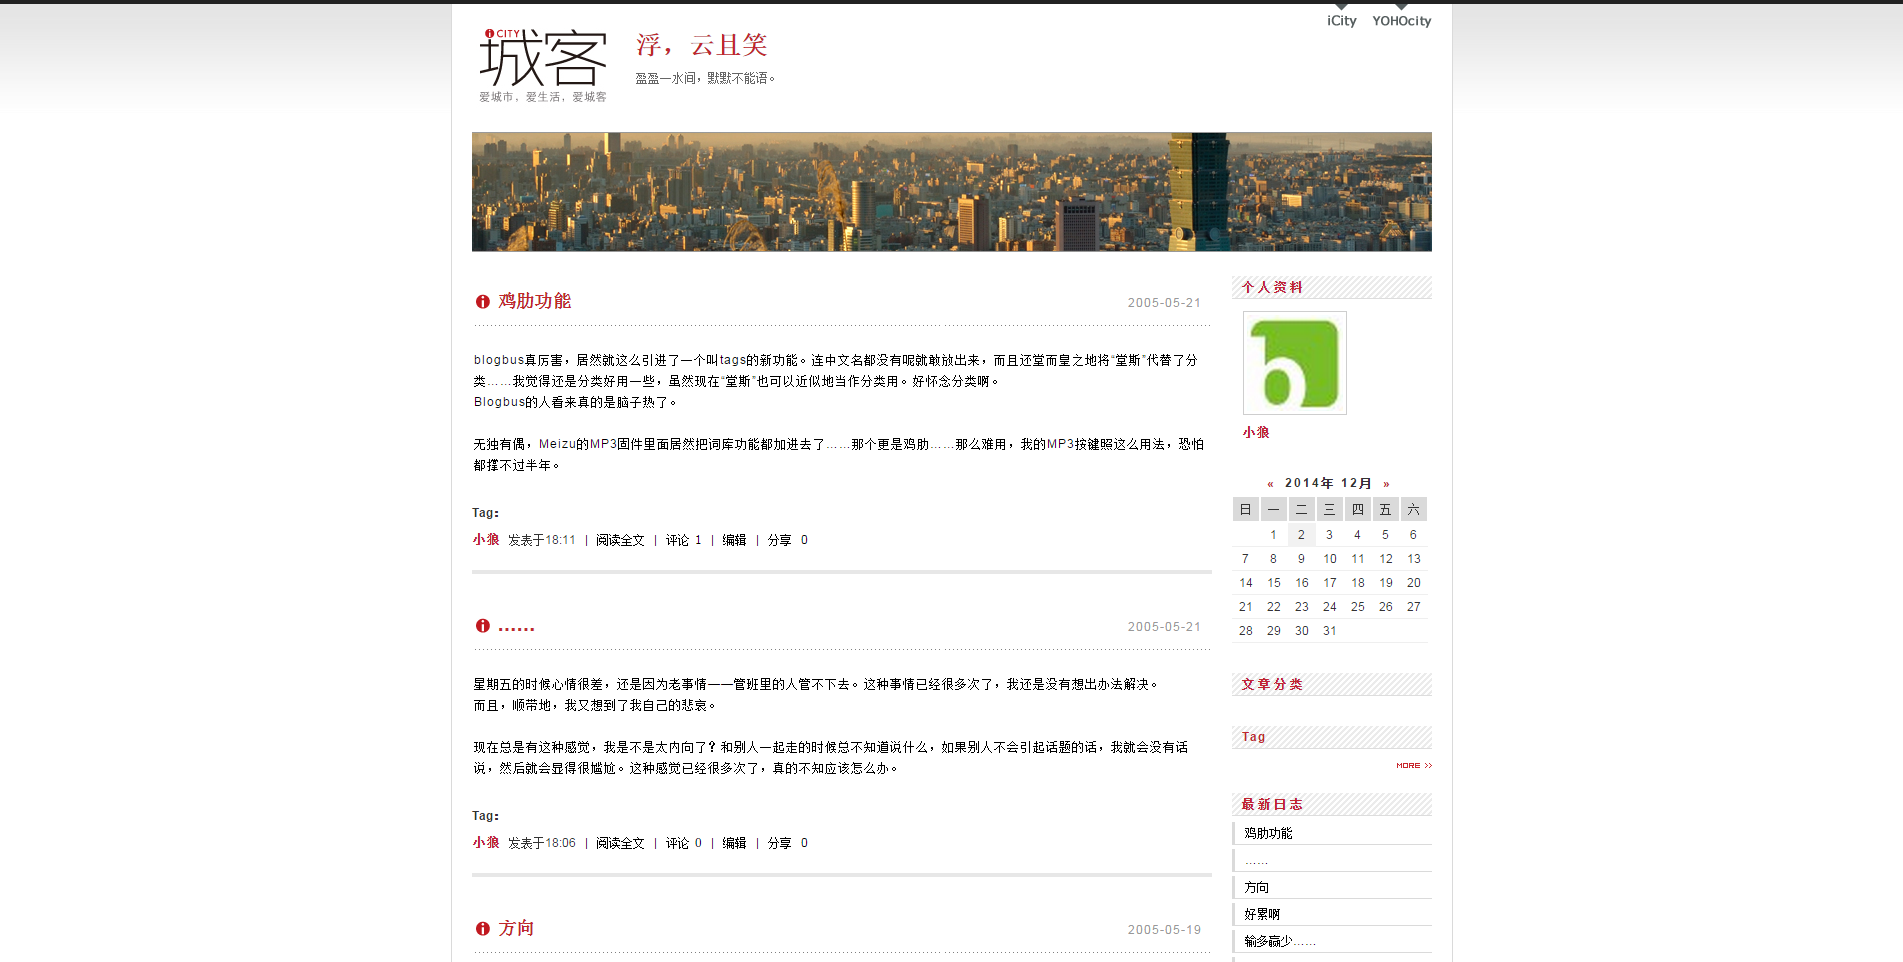 iCity YOHOcity
iCITY
城客
爱城市，爱生活，爱城客
浮，云且笑
盈盈一水间，默默不能语。
鸡肋功能 2005-05-21
blogbus真厉害，居然就这么引进了一个叫tags的新功能。连中文名都没有呢就敢放出来，而且还堂而皇之地将“堂斯”代替了分
类……我觉得还是分类好用一些，虽然现在“堂斯”也可以近似地当作分类用。好怀念分类啊。
Blogbus的人看来真的是脑子热了。
无独有偶，Meizu的MP3固件里面居然把词库功能都加进去了……那个更是鸡肋……那么难用，我的MP3按键照这么用法，恐怕
都撑不过半年。
Tag:
小狼 发表于18:11 | 阅读全文 | 评论 1 | 编辑 | 分享 0
…… 2005-05-21
星期五的时候心情很差，还是因为老事情——管班里的人管不下去。这种事情已经很多次了，我还是没有想出办法解决。
而且，顺带地，我又想到了我自己的悲哀。
现在总是有这种感觉，我是不是太内向了？和别人一起走的时候总不知道说什么，如果别人不会引起话题的话，我就会没有话
说，然后就会显得很尴尬。这种感觉已经很多次了，真的不知应该怎么办。
Tag:
小狼 发表于18:06 | 阅读全文 | 评论 0 | 编辑 | 分享 0
方向 2005-05-19
个人资料
b
小狼
« 2014年 12月 »
日 一 二 三 四 五 六
1 2 3 4 5 6
7 8 9 10 11 12 13
14 15 16 17 18 19 20
21 22 23 24 25 26 27
28 29 30 31
文章分类
Tag
MORE >>
最新日志
鸡肋功能
……
方向
好累啊
输多赢少……